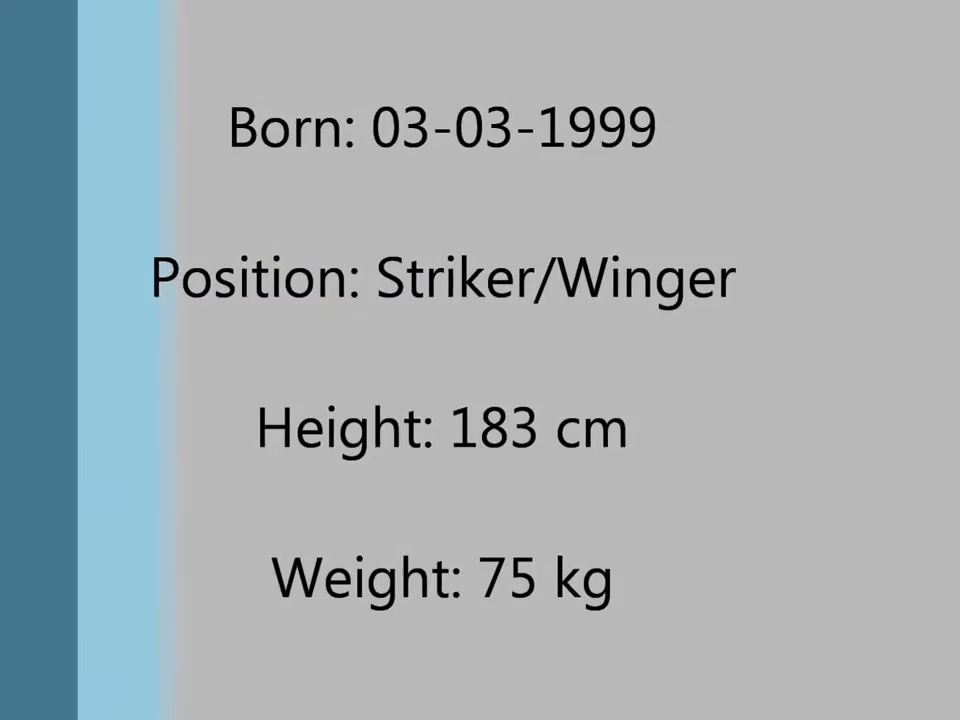 Born: 03-03-1999
Position: Striker/Winger
Height: 183 cm
Weight: 75 kg